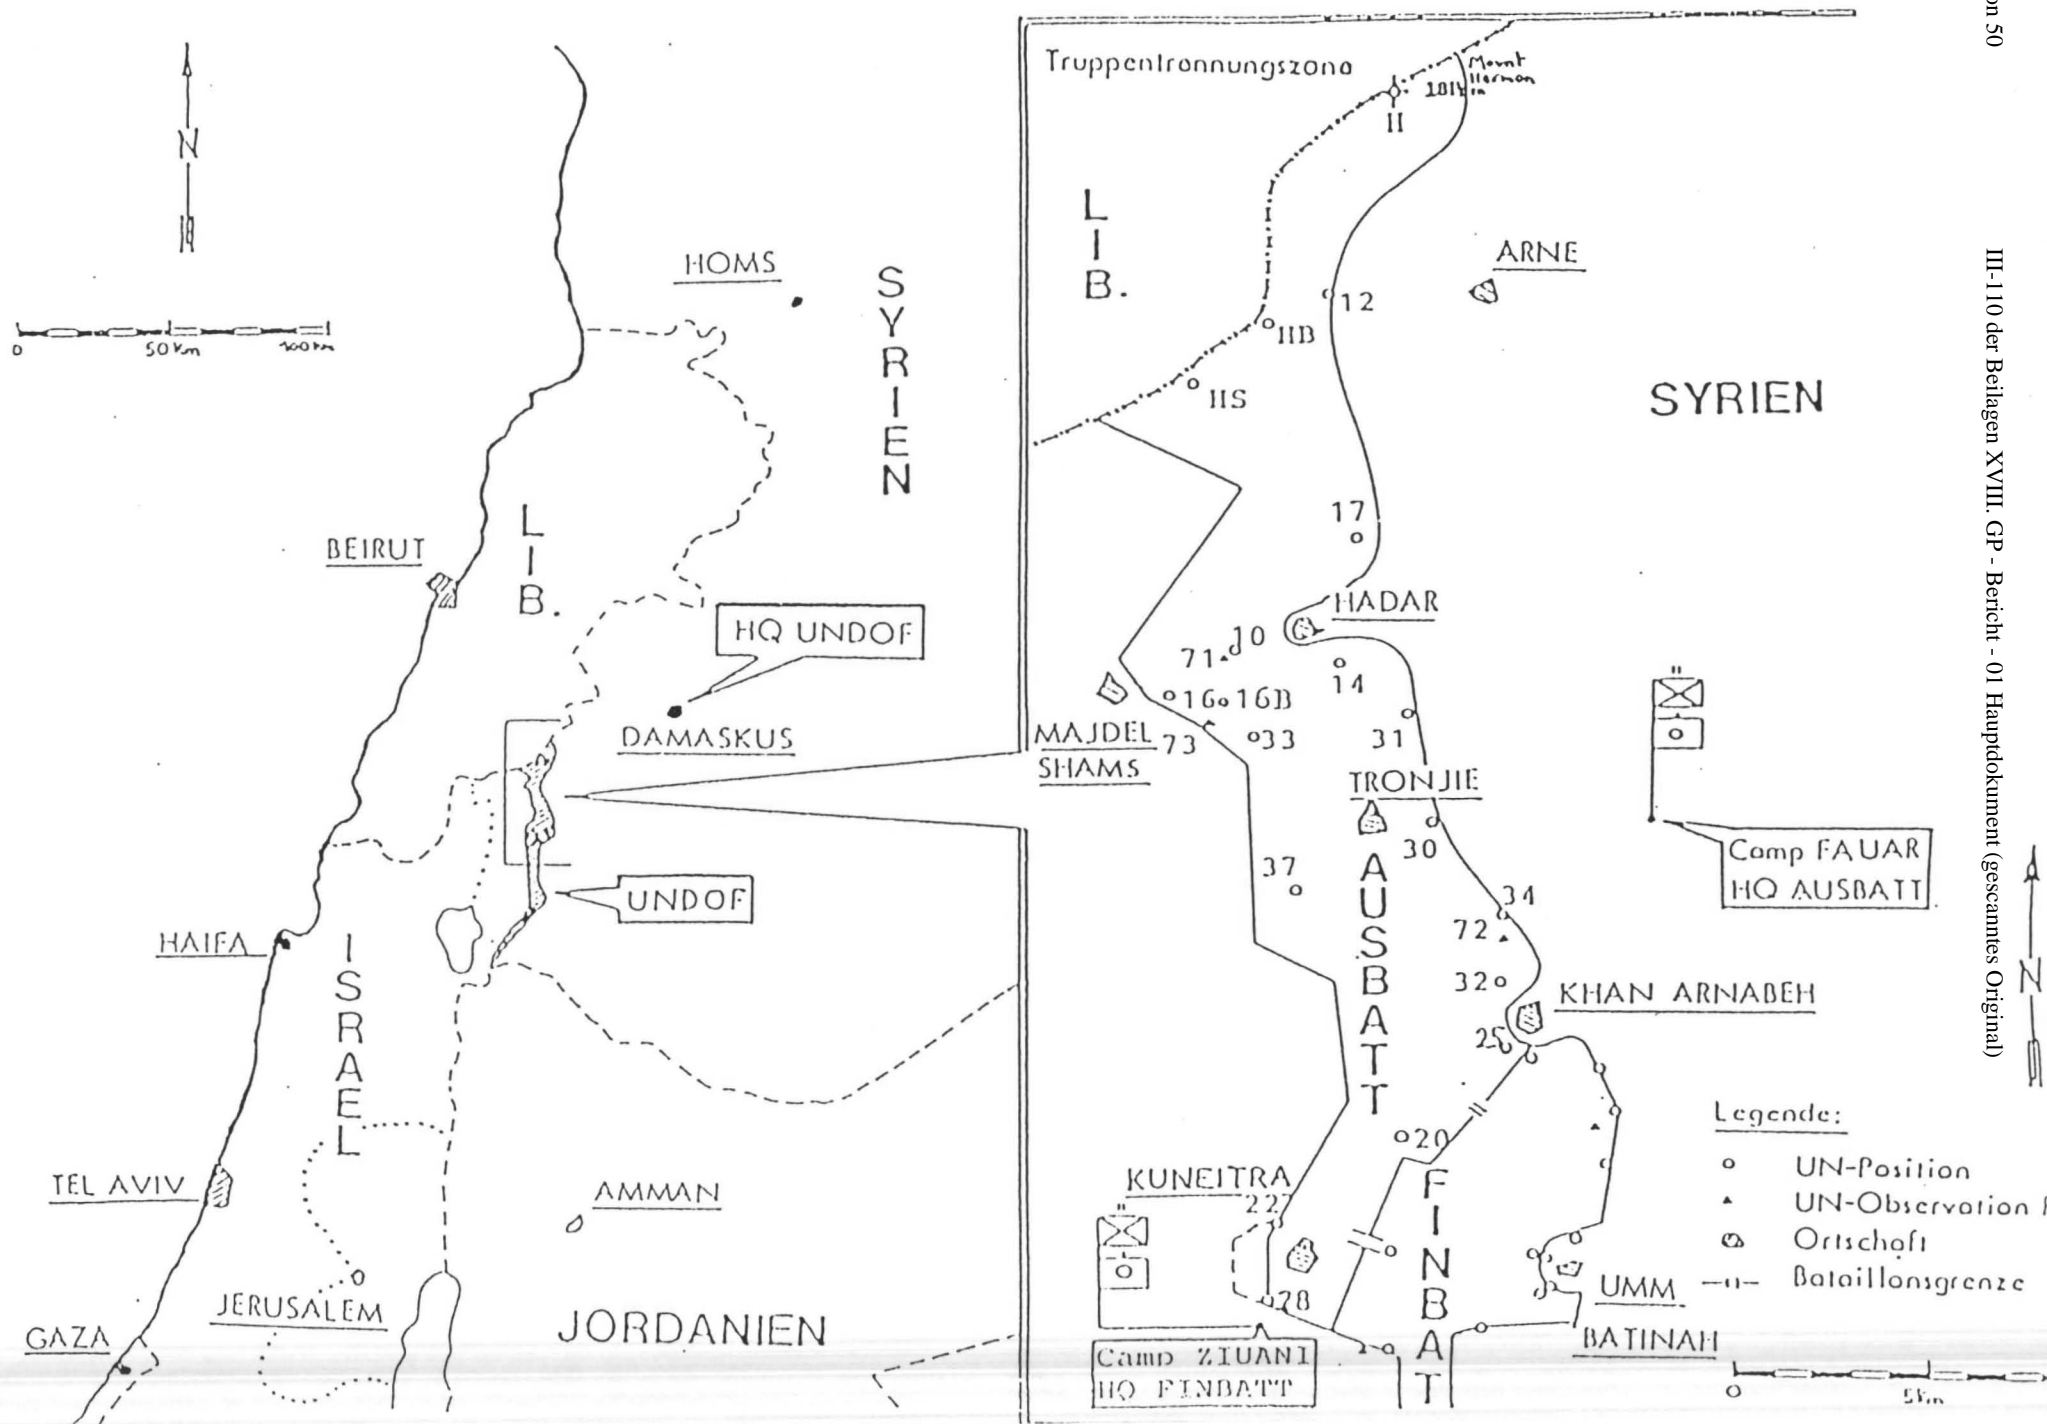 on 50
III-110 der Beilagen XVIII. GP - Bericht - 01 Hauptdokument (gescanntes Original)
N
0 50 Km 100 Km
HOMS
SYRIEN
BEIRUT
LIB.
HQ UNDOF
DAMASKUS
UNDOF
HAIFA
ISRAEL
TEL AVIV
AMMAN
JERUSALEM
JORDANIEN
GAZA
Truppentrennungszone
Mount
Hermon
1814 m
II
LIB.
ARNE
12
IIB
IIS
SYRIEN
17
HADAR
10
71
14
16
16B
MAJDEL
SHAMS
73
33
31
TRONJIE
30
37
AUSBATT
Camp FAUAR
HQ AUSBATT
34
72
32
KHAN ARNABEH
25
N
20
KUNEITRA
22
FINBAT
28
Camp ZIUANI
HQ FINBATT
UMM
BATINAH
Legende:
UN-Position
UN-Observation
Ortschaft
Bataillonsgrenze
0 5km